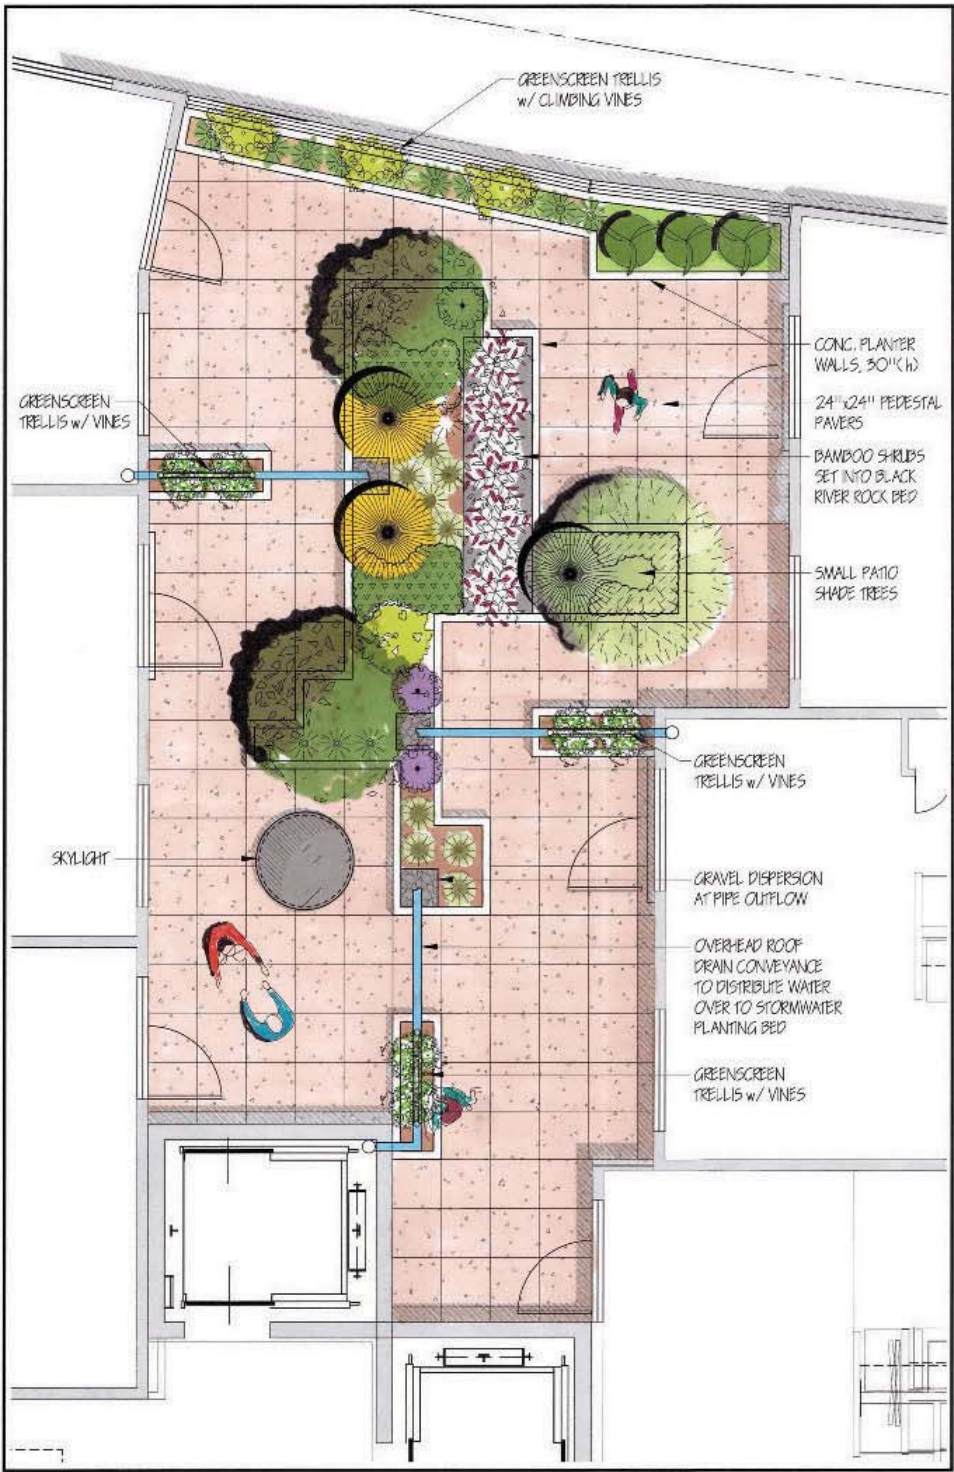 GREENSCREEN TRELLIS
w/ CLIMBING VINES
CONC. PLANTER
WALLS, 30"(h)
GREENSCREEN
TRELLIS w/ VINES
24"x24" PEDESTAL
PAVERS
BAMBOO SHRUBS
SET INTO BLACK
RIVER ROCK BED
SMALL PATIO
SHADE TREES
GREENSCREEN
TRELLIS w/ VINES
SKYLIGHT
GRAVEL DISPERSION
AT PIPE OUTFLOW
OVERHEAD ROOF
DRAIN CONVEYANCE
TO DISTRIBUTE WATER
OVER TO STORMWATER
PLANTING BED
GREENSCREEN
TRELLIS w/ VINES